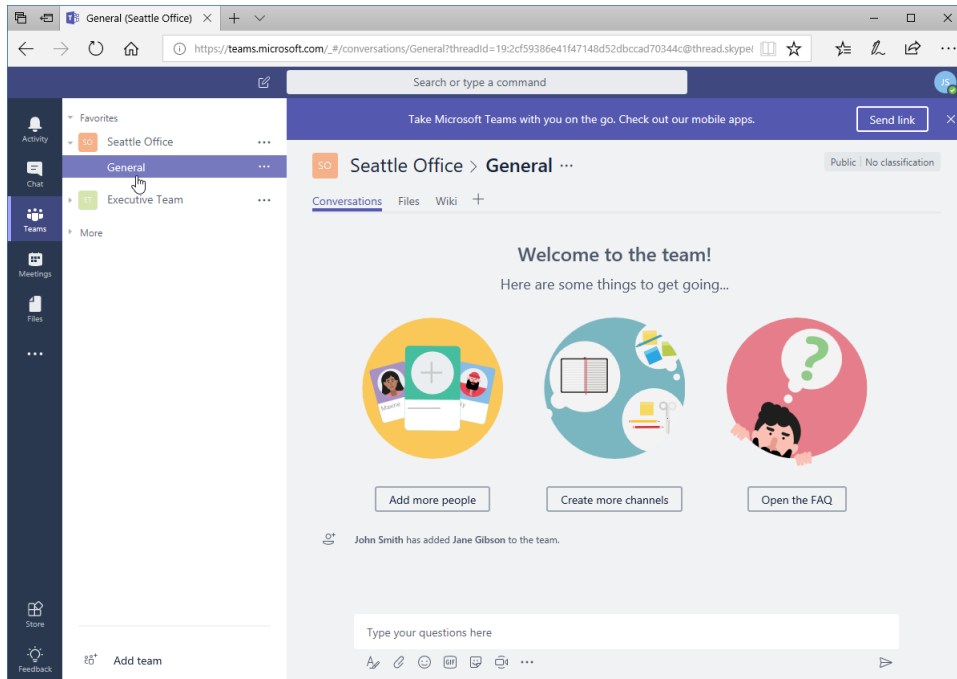 General (Seattle Office)
https://teams.microsoft.com/_#/conversations/General?threadId=19:2cf59386e41f47148d52dbccad70344c@thread.skype
Search or type a command
JS
Activity
Chat
Teams
Meetings
Files
Store
Feedback
Favorites
SO Seattle Office
General
ET Executive Team
More
Add team
Take Microsoft Teams with you on the go. Check out our mobile apps.
Send link
SO Seattle Office > General
Public No classification
Conversations Files Wiki
Welcome to the team!
Here are some things to get going...
Maxine
Add more people
Create more channels
Open the FAQ
John Smith has added Jane Gibson to the team.
Type your questions here
GIF